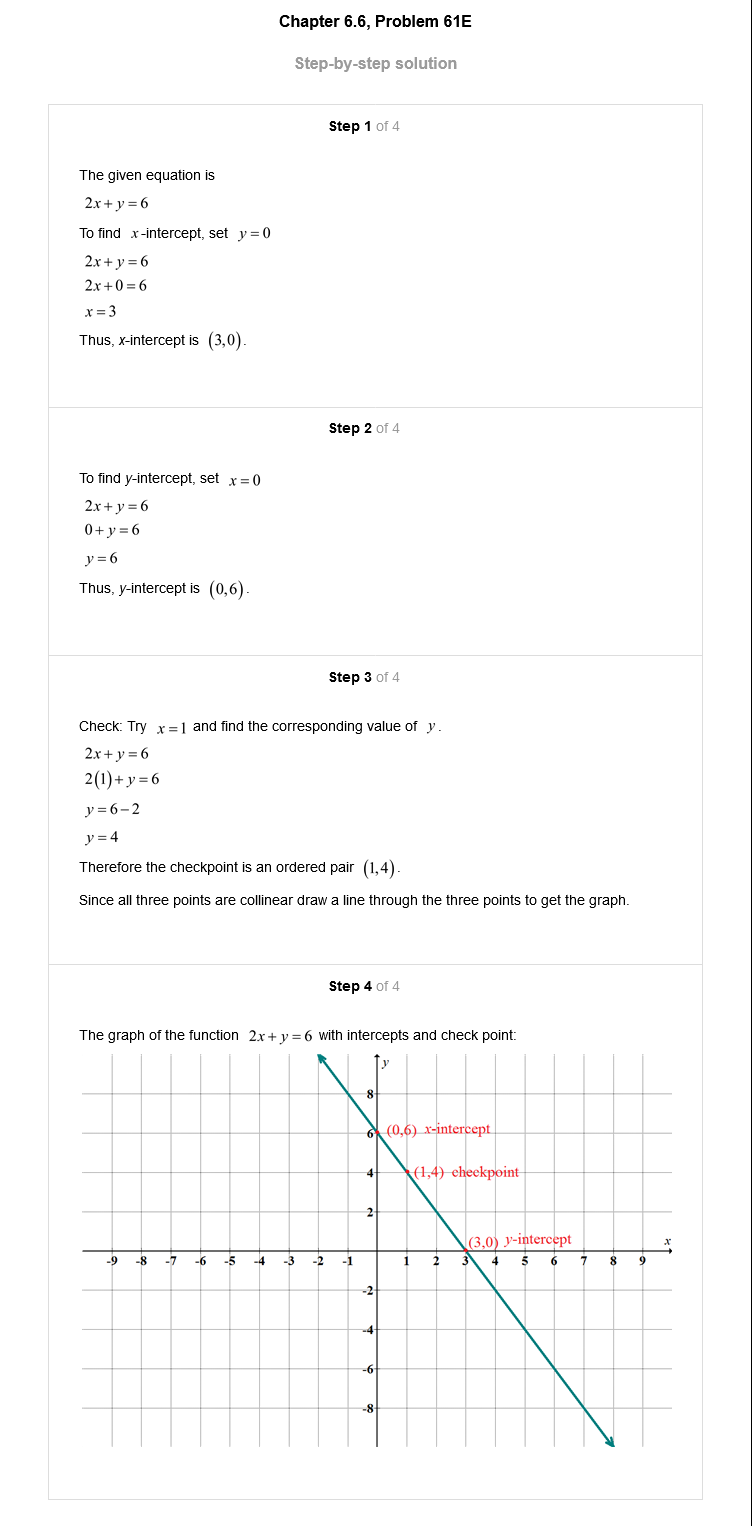 Chapter 6.6, Problem 61E
Step-by-step solution
Step 1 of 4
The given equation is
2x + y = 6
To find x-intercept, set y = 0
2x + y = 6
2x + 0 = 6
x = 3
Thus, x-intercept is (3,0).
Step 2 of 4
To find y-intercept, set x = 0
2x + y = 6
0 + y = 6
y = 6
Thus, y-intercept is (0,6).
Step 3 of 4
Check: Try x = 1 and find the corresponding value of y.
2x + y = 6
2(1) + y = 6
y = 6 − 2
y = 4
Therefore the checkpoint is an ordered pair (1,4).
Since all three points are collinear draw a line through the three points to get the graph.
Step 4 of 4
The graph of the function 2x + y = 6 with intercepts and check point:
y
8
6 (0,6) x-intercept
4 (1,4) checkpoint
2
(3,0) y-intercept x
-9 -8 -7 -6 -5 -4 -3 -2 -1 1 2 3 4 5 6 7 8 9
-2
-4
-6
-8